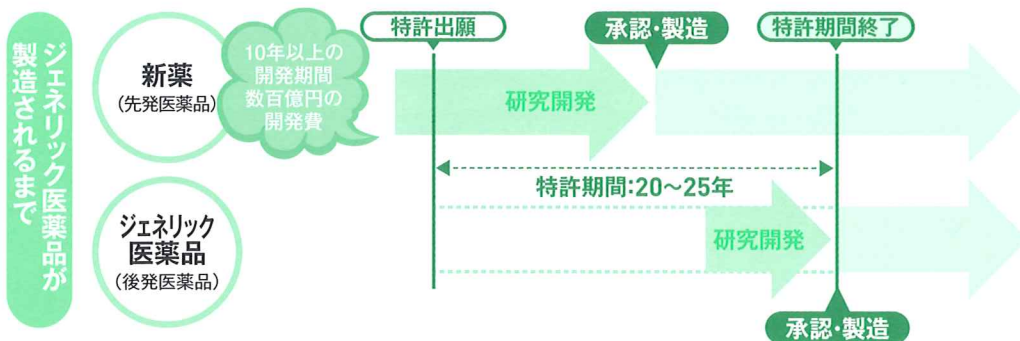 ジェネリック医薬品が
製造されるまで
新薬
(先発医薬品)
10年以上の
開発期間
数百億円の
開発費
特許出願
承認・製造
特許期間終了
研究開発
特許期間:20〜25年
ジェネリック
医薬品
(後発医薬品)
研究開発
承認・製造